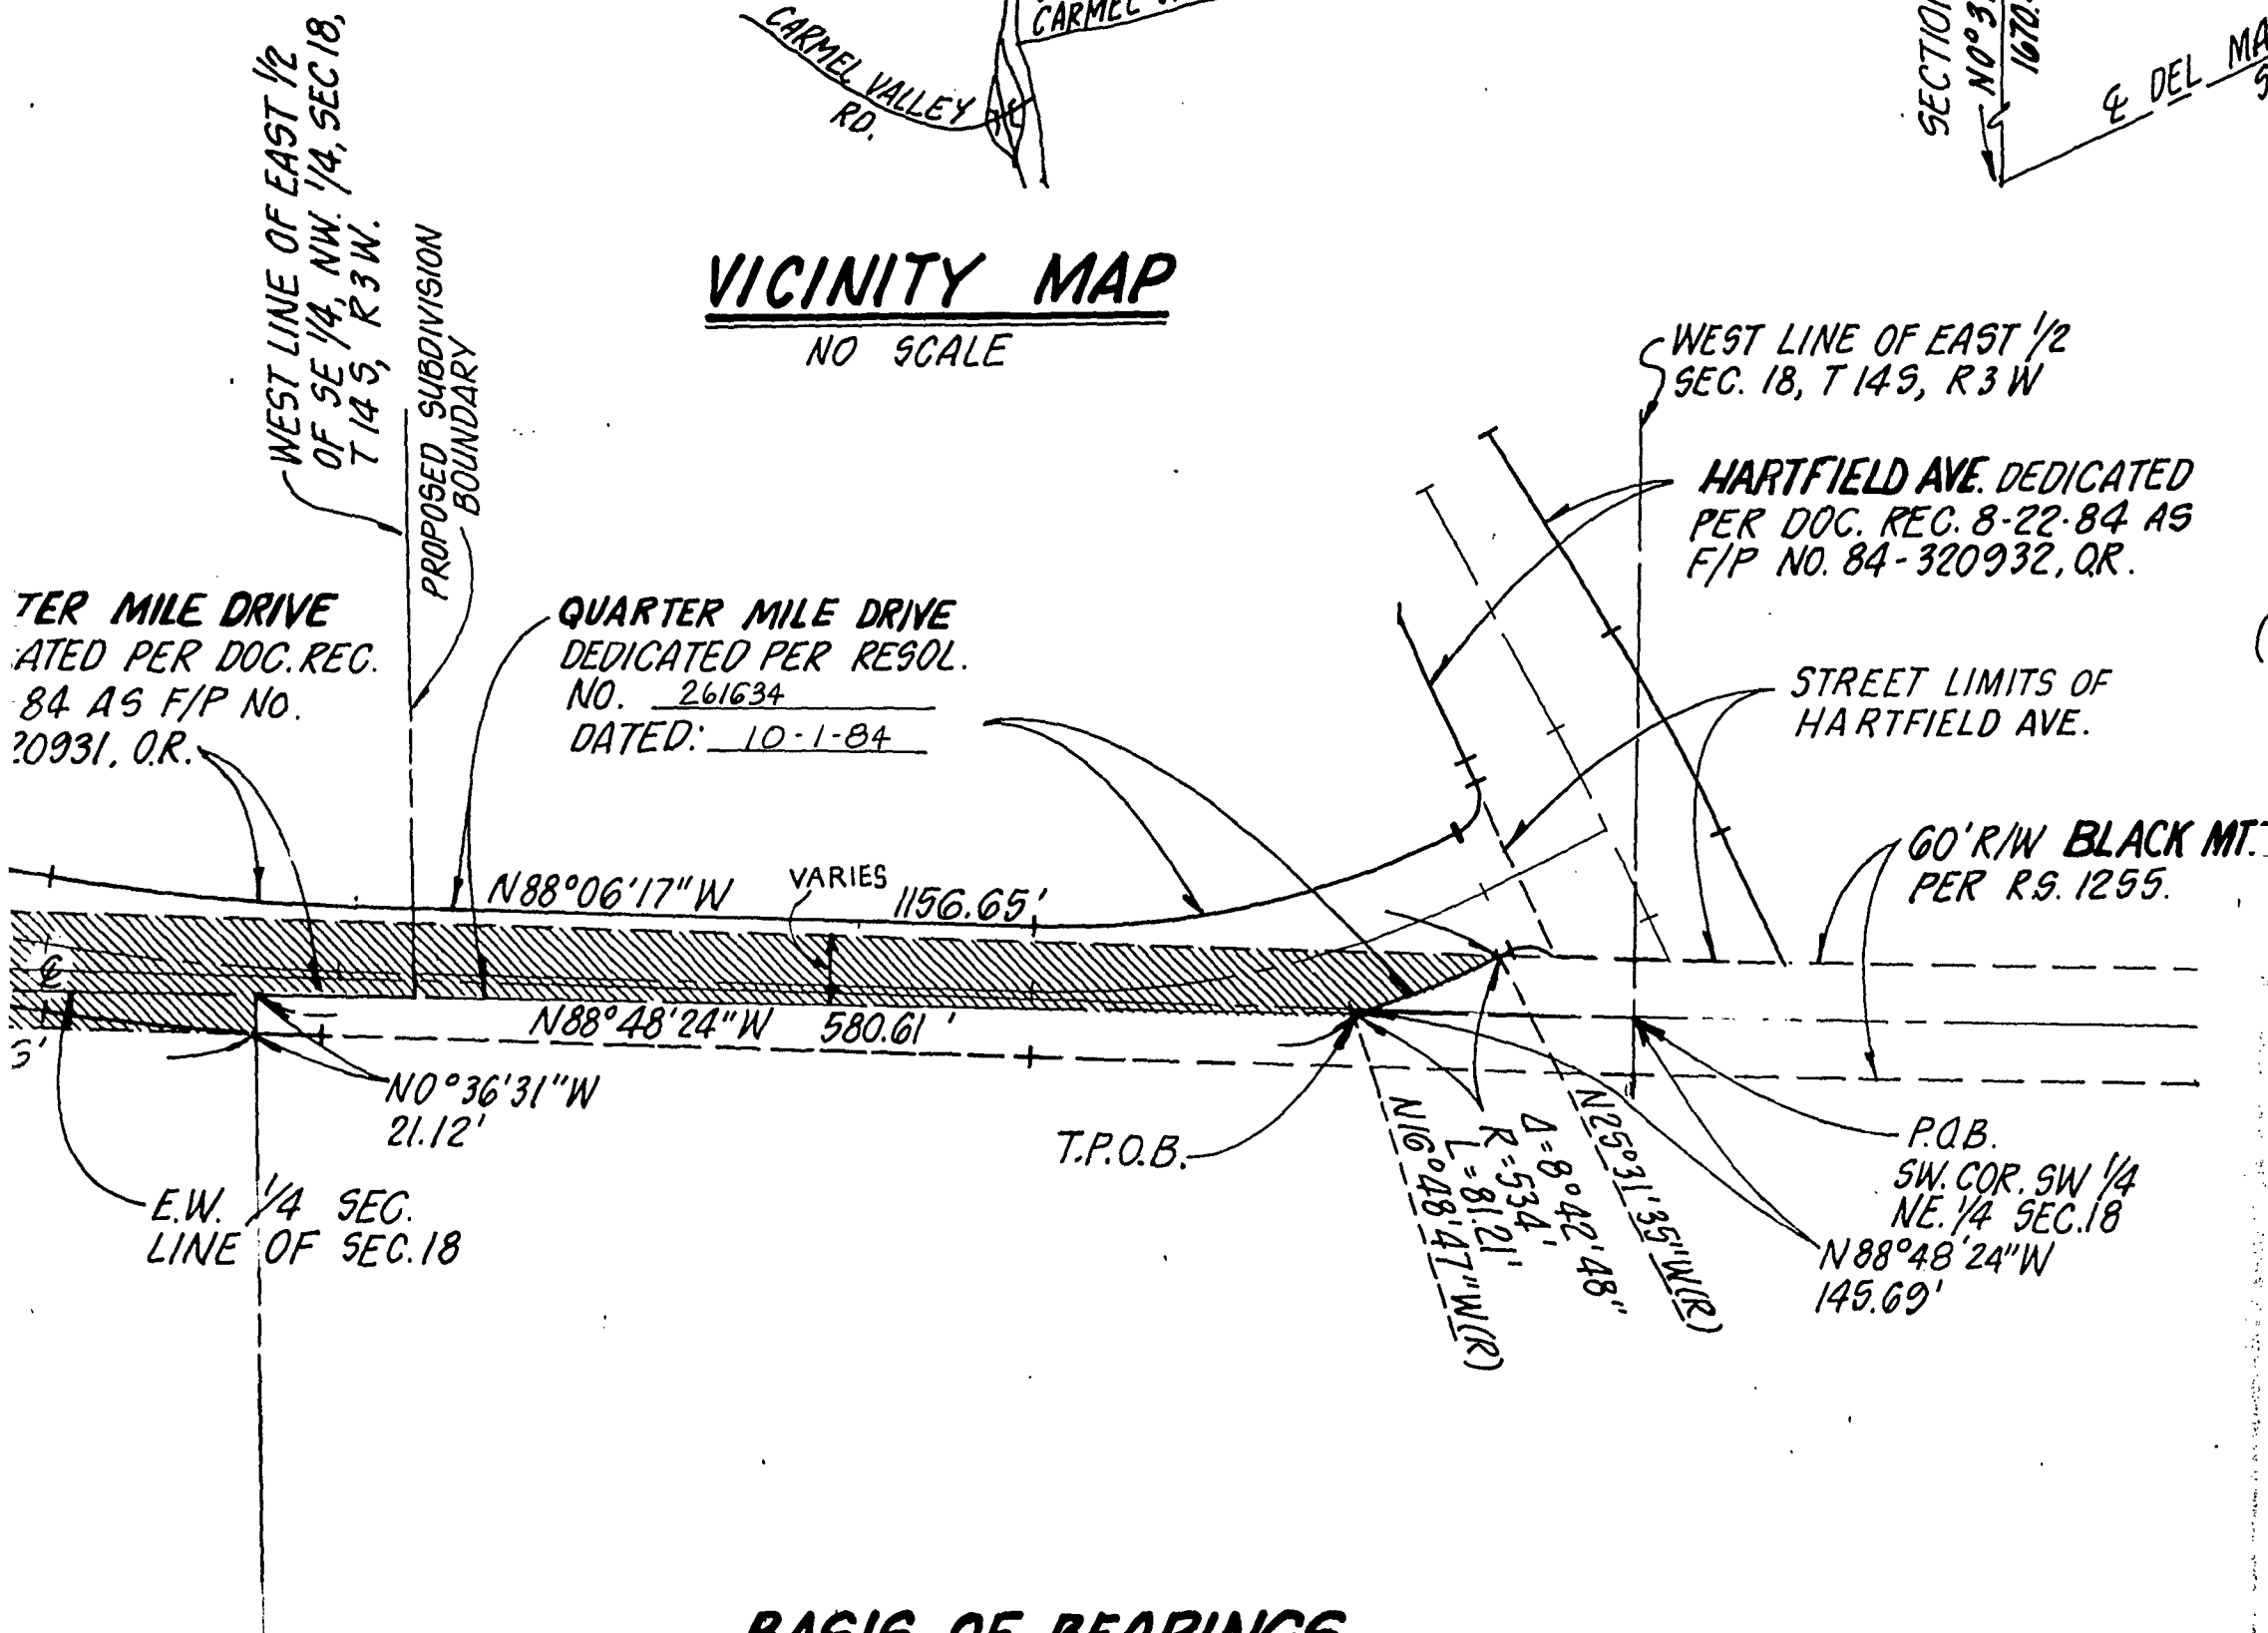 CARMEL VALLEY
RD.
CARMEL
SECTION
N0°3
1670.
℄ DEL MA
WEST LINE OF EAST 1/2
OF SE 1/4, NW. 1/4, SEC 18,
T 14 S, R 3 W.
PROPOSED SUBDIVISION
BOUNDARY
VICINITY MAP
NO SCALE
WEST LINE OF EAST 1/2
SEC. 18, T 14S, R 3 W
HARTFIELD AVE. DEDICATED
PER DOC. REC. 8-22-84 AS
F/P NO. 84-320932, O.R.
TER MILE DRIVE
ATED PER DOC. REC.
84 AS F/P NO.
20931, O.R.
QUARTER MILE DRIVE
DEDICATED PER RESOL.
NO. 261634
DATED: 10-1-84
STREET LIMITS OF
HARTFIELD AVE.
60' R/W BLACK MT.
PER R.S. 1255.
N88°06'17"W
VARIES
1156.65'
℄
N88°48'24"W 580.61'
5'
N0°36'31"W
21.12'
E.W. 1/4 SEC.
LINE OF SEC. 18
T.P.O.B.
N16°48'47"W(R)
L=81.21'
R=534'
Δ=8°42'48"
N25°31'35"W(R)
P.O.B.
SW. COR. SW 1/4
NE. 1/4 SEC. 18
N88°48'24"W
145.69'
BASIS OF BEARINGS